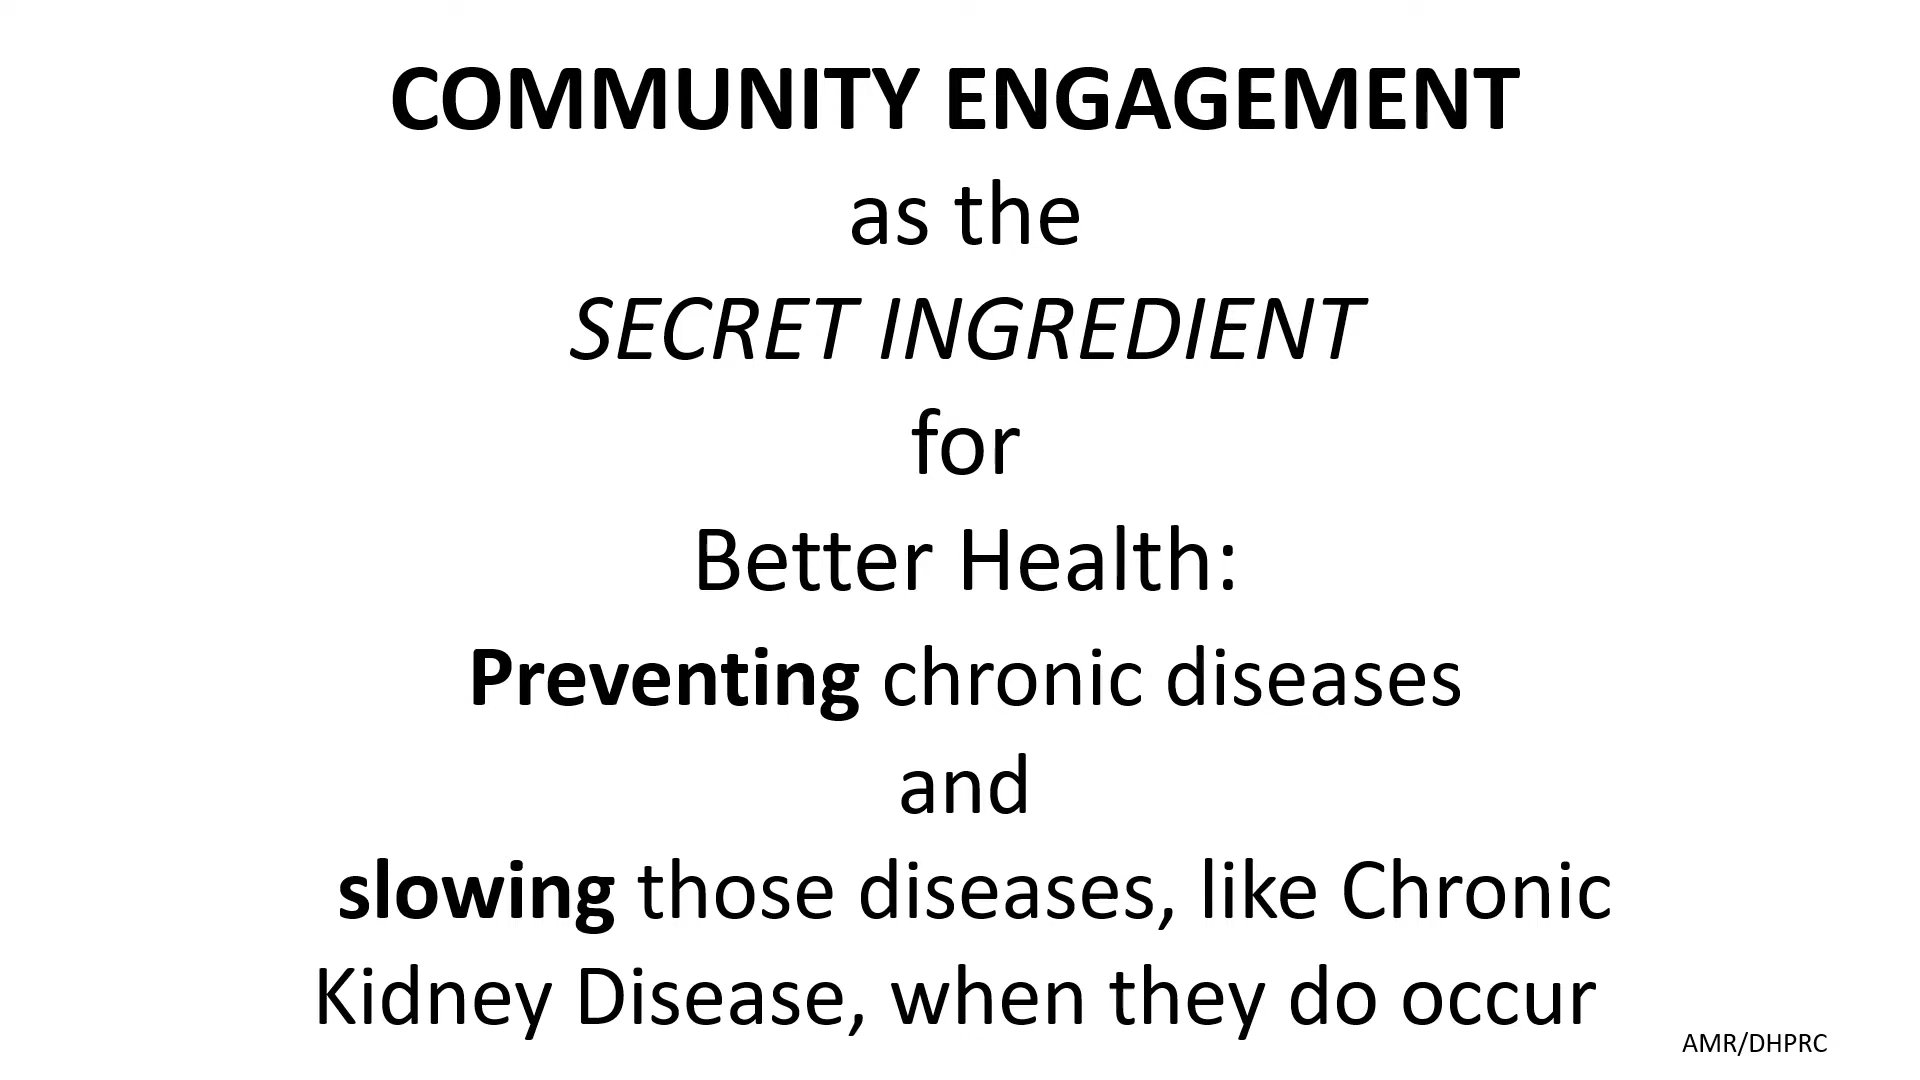 COMMUNITY ENGAGEMENT
as the
SECRET INGREDIENT
for
Better Health:
Preventing chronic diseases
and
slowing those diseases, like Chronic
Kidney Disease, when they do occur
AMR/DHPRC